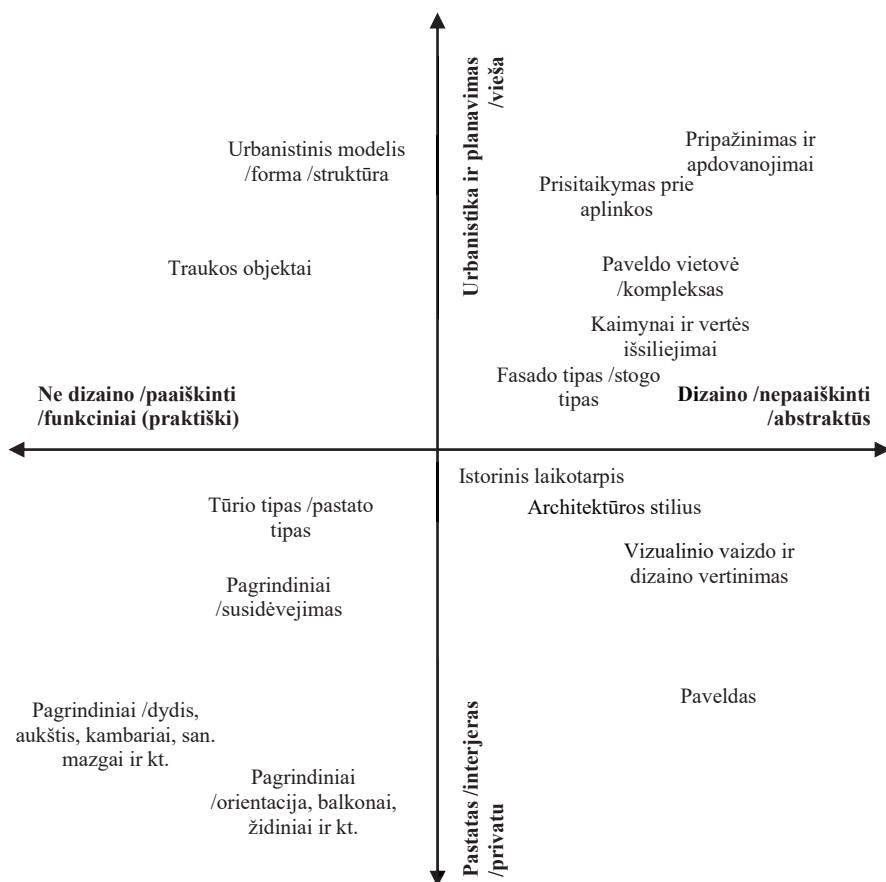 Urbanistika ir planavimas
/vieša
Urbanistinis modelis
/forma /struktūra
Pripažinimas ir
apdovanojimai
Prisitaikymas prie
aplinkos
Traukos objektai
Paveldo vietovė
/kompleksas
Kaimynai ir vertės
išsiliejimai
Fasado tipas /stogo
tipas
Ne dizaino /paaiškinti
/funkciniai (praktiški)
Dizaino /nepaaiškinti
/abstraktūs
Istorinis laikotarpis
Architektūros stilius
Tūrio tipas /pastato
tipas
Vizualinio vaizdo ir
dizaino vertinimas
Pagrindiniai
/susidėvejimas
Paveldas
Pagrindiniai /dydis,
aukštis, kambariai, san.
mazgai ir kt.
Pagrindiniai
/orientacija, balkonai,
židiniai ir kt.
Pastatas /interjeras
/privatu